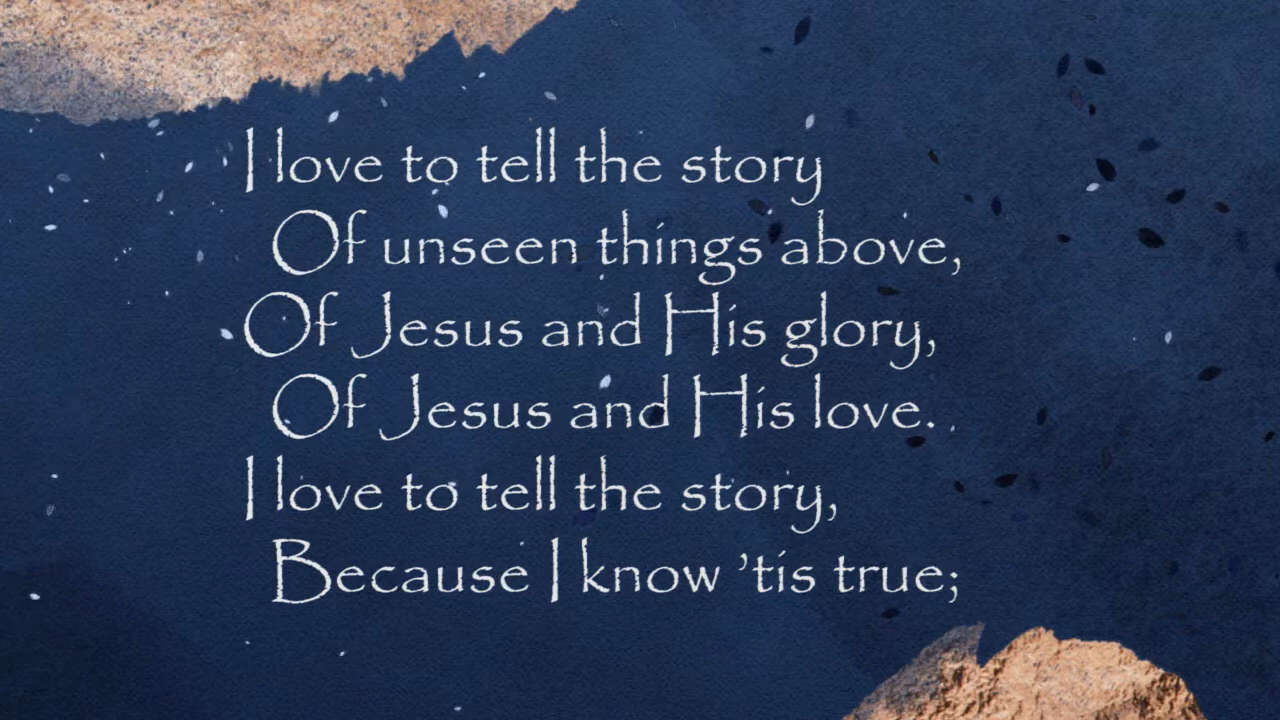 I love to tell the story
Of unseen things above,
Of Jesus and His glory,
Of Jesus and His love.
I love to tell the story,
Because I know ’tis true;